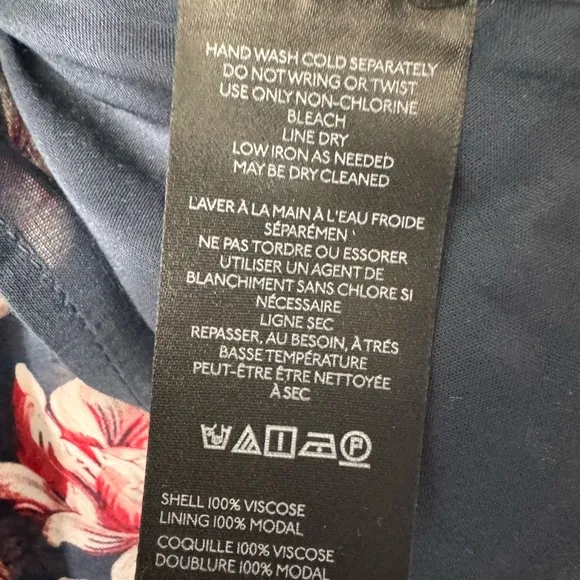 HAND WASH COLD SEPARATELY
DO NOT WRING OR TWIST
USE ONLY NON-CHLORINE
BLEACH
LINE DRY
LOW IRON AS NEEDED
MAY BE DRY CLEANED
LAVER À LA MAIN À L'EAU FROIDE
SÉPARÉMEN
NE PAS TORDRE OU ESSORER
UTILISER UN AGENT DE
BLANCHIMENT SANS CHLORE SI
NÉCESSAIRE
LIGNE SEC
REPASSER, AU BESOIN, À TRÉS
BASSE TEMPÉRATURE
PEUT-ÊTRE ÊTRE NETTOYÉE
À SEC
P
SHELL 100% VISCOSE
LINING 100% MODAL
COQUILLE 100% VISCOSE
DOUBLURE 100% MODAL